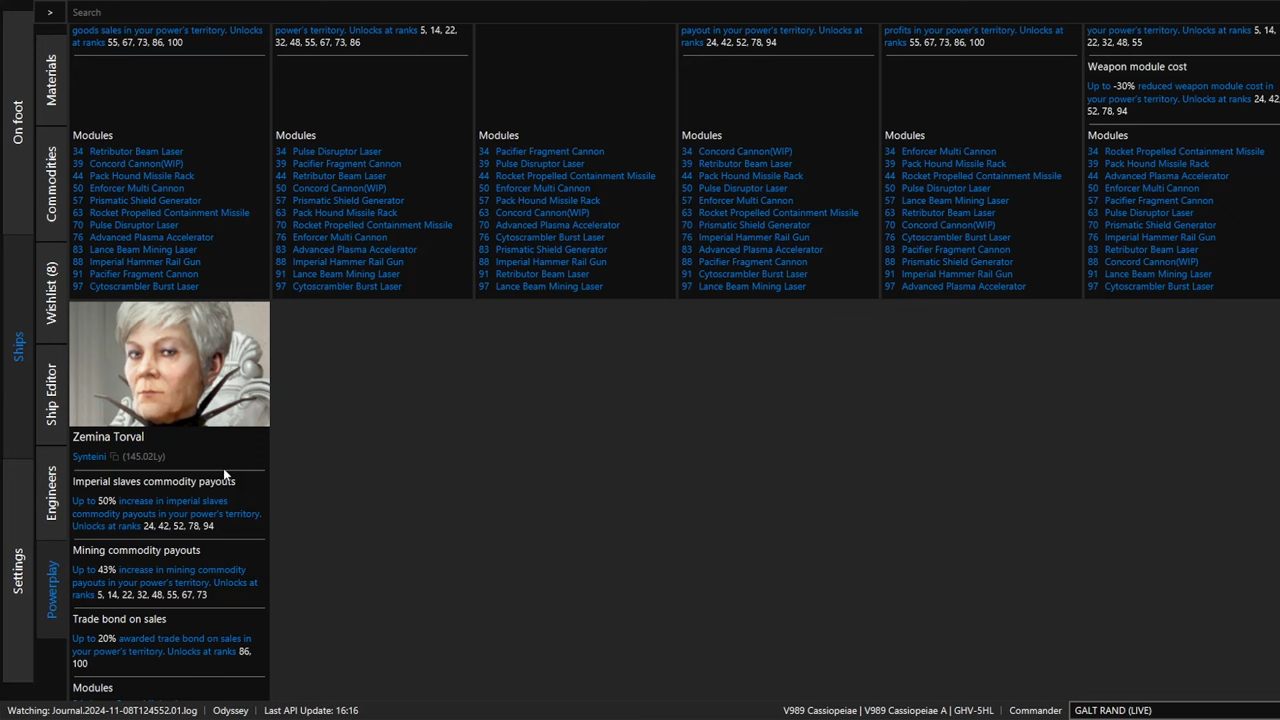 >
Search
On foot
Ships
Settings
Materials
Commodities
Wishlist (8)
Ship Editor
Engineers
Powerplay
goods sales in your power's territory. Unlocks
at ranks 55, 67, 73, 86, 100
Modules
34 Retributor Beam Laser
39 Concord Cannon(WIP)
44 Pack Hound Missile Rack
50 Enforcer Multi Cannon
57 Prismatic Shield Generator
63 Rocket Propelled Containment Missile
70 Pulse Disruptor Laser
76 Advanced Plasma Accelerator
83 Lance Beam Mining Laser
88 Imperial Hammer Rail Gun
91 Pacifier Fragment Cannon
97 Cytoscrambler Burst Laser
power's territory. Unlocks at ranks 5, 14, 22,
32, 48, 55, 67, 73, 86
Modules
34 Pulse Disruptor Laser
39 Pacifier Fragment Cannon
44 Retributor Beam Laser
50 Concord Cannon(WIP)
57 Prismatic Shield Generator
63 Pack Hound Missile Rack
70 Rocket Propelled Containment Missile
76 Enforcer Multi Cannon
83 Advanced Plasma Accelerator
88 Imperial Hammer Rail Gun
91 Lance Beam Mining Laser
97 Cytoscrambler Burst Laser
Modules
34 Pacifier Fragment Cannon
39 Pulse Disruptor Laser
44 Rocket Propelled Containment Missile
50 Enforcer Multi Cannon
57 Pack Hound Missile Rack
63 Concord Cannon(WIP)
70 Advanced Plasma Accelerator
76 Cytoscrambler Burst Laser
83 Prismatic Shield Generator
88 Imperial Hammer Rail Gun
91 Retributor Beam Laser
97 Lance Beam Mining Laser
payout in your power's territory. Unlocks at
ranks 24, 42, 52, 78, 94
Modules
34 Concord Cannon(WIP)
39 Retributor Beam Laser
44 Pack Hound Missile Rack
50 Pulse Disruptor Laser
57 Enforcer Multi Cannon
63 Rocket Propelled Containment Missile
70 Prismatic Shield Generator
76 Imperial Hammer Rail Gun
83 Advanced Plasma Accelerator
88 Pacifier Fragment Cannon
91 Cytoscrambler Burst Laser
97 Lance Beam Mining Laser
profits in your power's territory. Unlocks at
ranks 55, 67, 73, 86, 100
Modules
34 Enforcer Multi Cannon
39 Pack Hound Missile Rack
44 Rocket Propelled Containment Missile
50 Pulse Disruptor Laser
57 Lance Beam Mining Laser
63 Retributor Beam Laser
70 Concord Cannon(WIP)
76 Cytoscrambler Burst Laser
83 Pacifier Fragment Cannon
88 Prismatic Shield Generator
91 Imperial Hammer Rail Gun
97 Advanced Plasma Accelerator
your power's territory. Unlocks at ranks 5, 14,
22, 32, 48, 55
Weapon module cost
Up to -30% reduced weapon module cost in
your power's territory. Unlocks at ranks 24, 42,
52, 78, 94
Modules
34 Rocket Propelled Containment Missile
39 Pack Hound Missile Rack
44 Advanced Plasma Accelerator
50 Enforcer Multi Cannon
57 Pacifier Fragment Cannon
63 Pulse Disruptor Laser
70 Prismatic Shield Generator
76 Imperial Hammer Rail Gun
83 Retributor Beam Laser
88 Concord Cannon(WIP)
91 Lance Beam Mining Laser
97 Cytoscrambler Burst Laser
Zemina Torval
Synteini (145.02Ly)
Imperial slaves commodity payouts
Up to 50% increase in imperial slaves
commodity payouts in your power's territory.
Unlocks at ranks 24, 42, 52, 78, 94
Mining commodity payouts
Up to 43% increase in mining commodity
payouts in your power's territory. Unlocks at
ranks 5, 14, 22, 32, 48, 55, 67, 73
Trade bond on sales
Up to 20% awarded trade bond on sales in
your power's territory. Unlocks at ranks 86,
100
Modules
Watching: Journal.2024-11-08T124552.01.log
Odyssey
Last API Update: 16:16
V989 Cassiopeiae | V989 Cassiopeiae A | GHV-5HL
Commander
GALT RAND (LIVE)